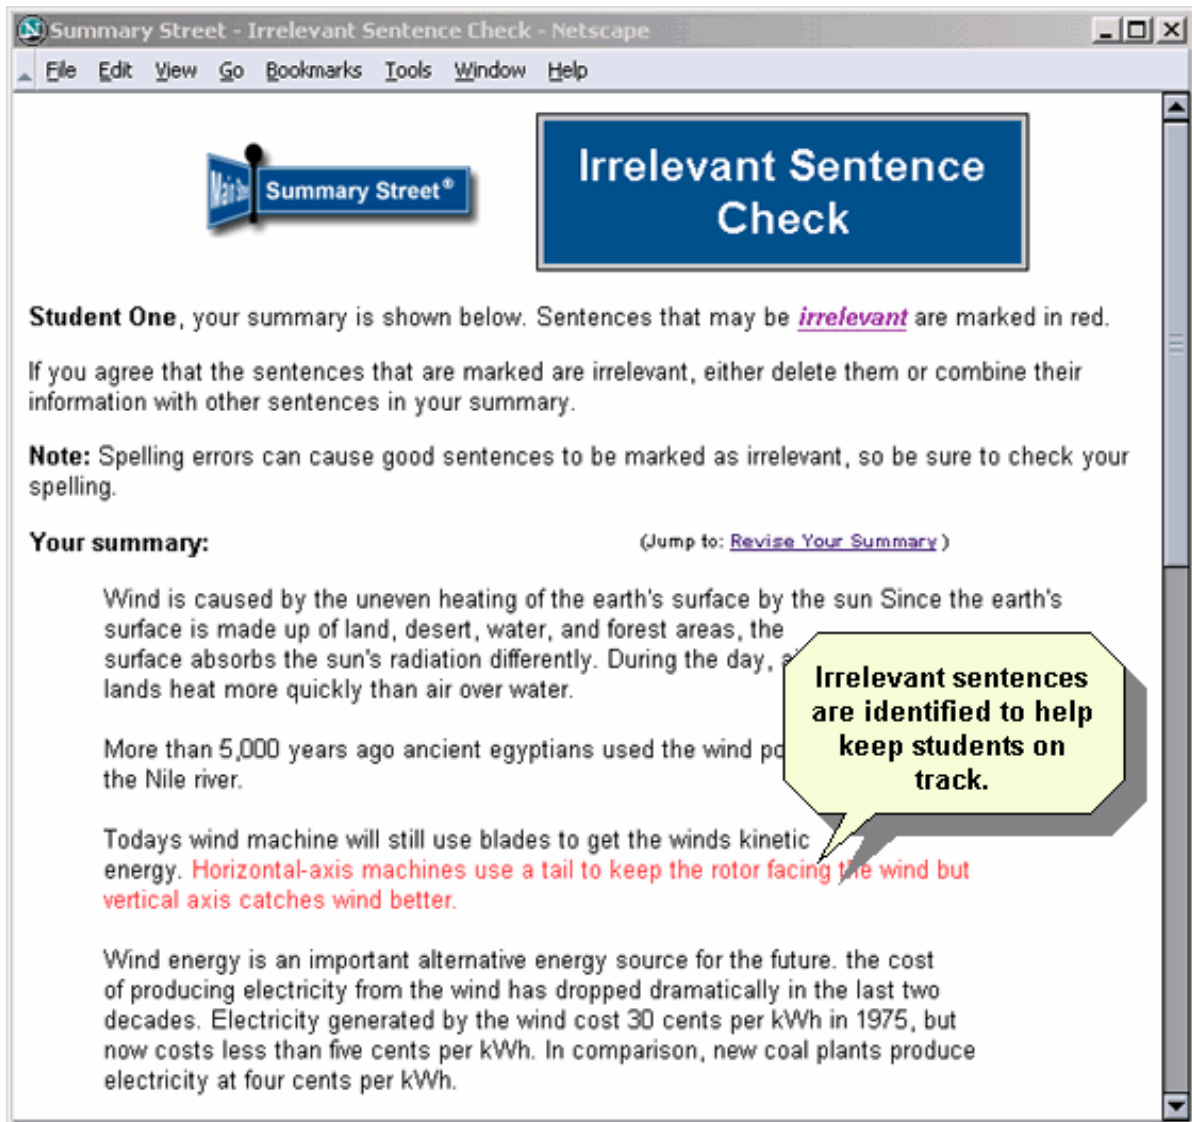 Summary Street - Irrelevant Sentence Check - Netscape
File Edit View Go Bookmarks Tools Window Help
Main Street
Summary Street®
Irrelevant Sentence
Check
Student One, your summary is shown below. Sentences that may be irrelevant are marked in red.
If you agree that the sentences that are marked are irrelevant, either delete them or combine their
information with other sentences in your summary.
Note: Spelling errors can cause good sentences to be marked as irrelevant, so be sure to check your
spelling.
Your summary: (Jump to: Revise Your Summary )
Wind is caused by the uneven heating of the earth's surface by the sun Since the earth's
surface is made up of land, desert, water, and forest areas, the
surface absorbs the sun's radiation differently. During the day,
lands heat more quickly than air over water.
More than 5,000 years ago ancient egyptians used the wind
the Nile river.
Irrelevant sentences
are identified to help
keep students on
track.
Todays wind machine will still use blades to get the winds kinetic
energy. Horizontal-axis machines use a tail to keep the rotor facing the wind but
vertical axis catches wind better.
Wind energy is an important alternative energy source for the future. the cost
of producing electricity from the wind has dropped dramatically in the last two
decades. Electricity generated by the wind cost 30 cents per kWh in 1975, but
now costs less than five cents per kWh. In comparison, new coal plants produce
electricity at four cents per kWh.